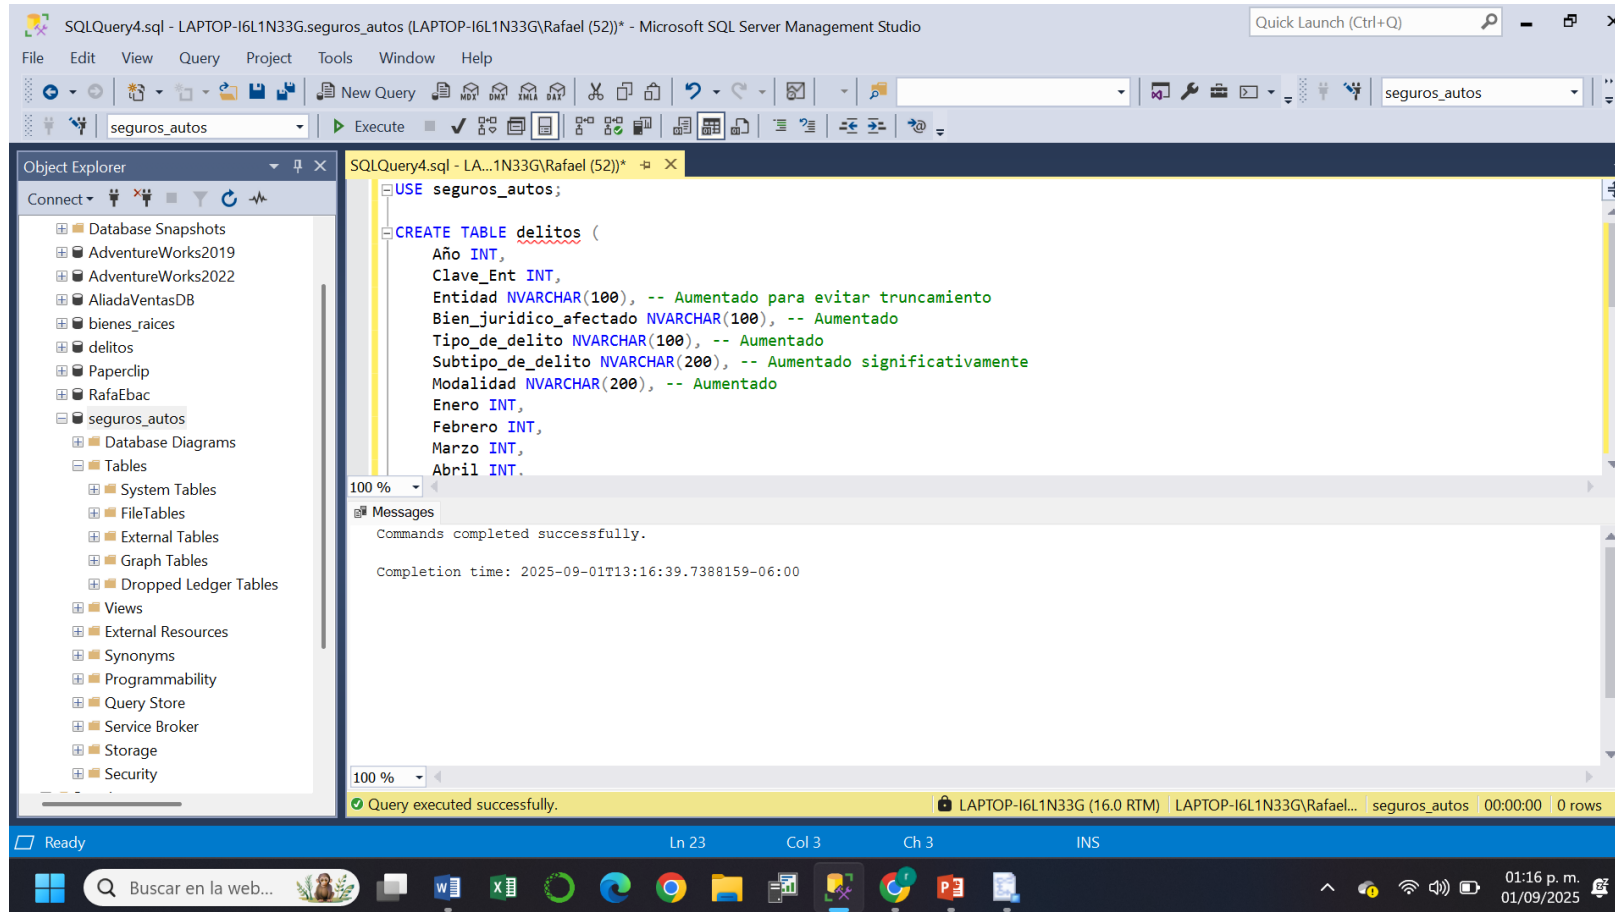 SQLQuery4.sql - LAPTOP-I6L1N33G.seguros_autos (LAPTOP-I6L1N33G\Rafael (52))* - Microsoft SQL Server Management Studio
Quick Launch (Ctrl+Q)
File Edit View Query Project Tools Window Help
New Query MDX DMX XMLA DAX
seguros_autos
seguros_autos
Execute
Object Explorer
Connect
Database Snapshots
AdventureWorks2019
AdventureWorks2022
AliadaVentasDB
bienes_raices
delitos
Paperclip
RafaEbac
seguros_autos
Database Diagrams
Tables
System Tables
FileTables
External Tables
Graph Tables
Dropped Ledger Tables
Views
External Resources
Synonyms
Programmability
Query Store
Service Broker
Storage
Security
SQLQuery4.sql - LA...1N33G\Rafael (52))*
USE seguros_autos;
CREATE TABLE delitos (
Año INT,
Clave_Ent INT,
Entidad NVARCHAR(100), -- Aumentado para evitar truncamiento
Bien_juridico_afectado NVARCHAR(100), -- Aumentado
Tipo_de_delito NVARCHAR(100), -- Aumentado
Subtipo_de_delito NVARCHAR(200), -- Aumentado significativamente
Modalidad NVARCHAR(200), -- Aumentado
Enero INT,
Febrero INT,
Marzo INT,
Abril INT,
100 %
Messages
Commands completed successfully.
Completion time: 2025-09-01T13:16:39.7388159-06:00
100 %
Query executed successfully.
LAPTOP-I6L1N33G (16.0 RTM) LAPTOP-I6L1N33G\Rafael... seguros_autos 00:00:00 0 rows
Ready Ln 23 Col 3 Ch 3 INS
Buscar en la web...
01:16 p. m.
01/09/2025